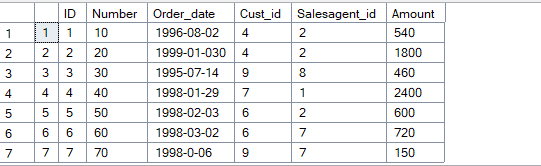 ID Number Order_date Cust_id Salesagent_id Amount
1 1 1 10 1996-08-02 4 2 540
2 2 2 20 1999-01-030 4 2 1800
3 3 3 30 1995-07-14 9 8 460
4 4 4 40 1998-01-29 7 1 2400
5 5 5 50 1998-02-03 6 2 600
6 6 6 60 1998-03-02 6 7 720
7 7 7 70 1998-0-06 9 7 150